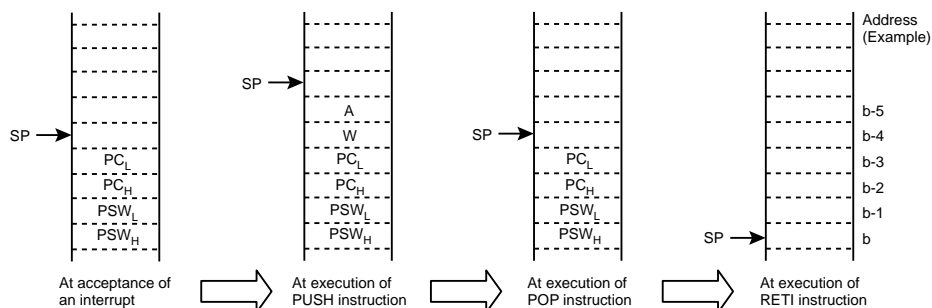 Address
(Example)
SP
A
b-5
SP
W
SP
b-4
PCL
PCL
PCL
b-3
PCH
PCH
PCH
b-2
PSWL
PSWL
PSWL
b-1
PSWH
PSWH
PSWH
SP
b
At acceptance of
an interrupt
At execution of
PUSH instruction
At execution of
POP instruction
At execution of
RETI instruction